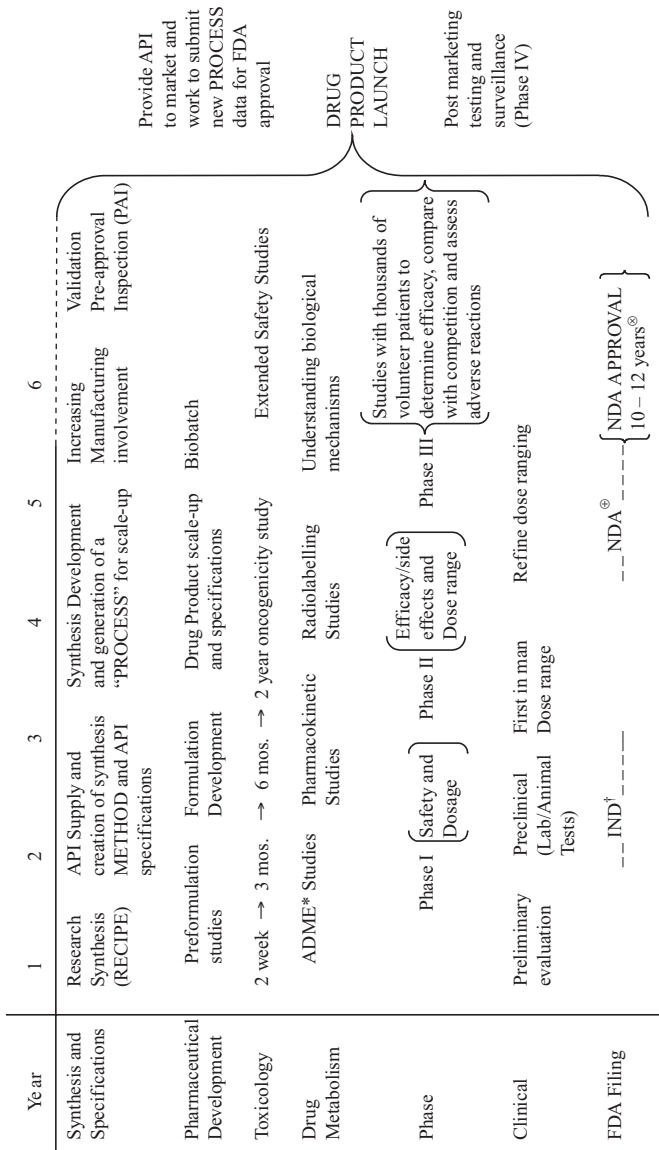 Year
1
2
3
4
5
6
Synthesis and
Specifications
Research
Synthesis
(RECIPE)
API Supply and
creation of synthesis
METHOD and API
specifications
Synthesis Development
and generation of a
“PROCESS” for scale-up
Increasing
Manufacturing
involvement
Validation
Pre-approval
Inspection (PAI)
Provide API
to market and
work to submit
new PROCESS
data for FDA
approval
Pharmaceutical
Development
Preformulation
studies
Formulation
Development
Drug Product scale-up
and specifications
Biobatch
Toxicology
2 week → 3 mos. → 6 mos. → 2 year oncogenicity study
Extended Safety Studies
Drug
Metabolism
ADME* Studies
Pharmacokinetic
Studies
Radiolabelling
Studies
Understanding biological
mechanisms
DRUG
PRODUCT
LAUNCH
Phase
Phase I
Safety and
Dosage
Phase II
Efficacy/side
effects and
Dose range
Phase III
Studies with thousands of
volunteer patients to
determine efficacy, compare
with competition and assess
adverse reactions
Post marketing
testing and
surveillance
(Phase IV)
Clinical
Preliminary
evaluation
Preclinical
(Lab/Animal
Tests)
First in man
Dose range
Refine dose ranging
FDA Filing
_ _ IND† _ _ _ _ _
_ _ NDA⊕ _ _ _ _ _
NDA APPROVAL
10 – 12 years⊗